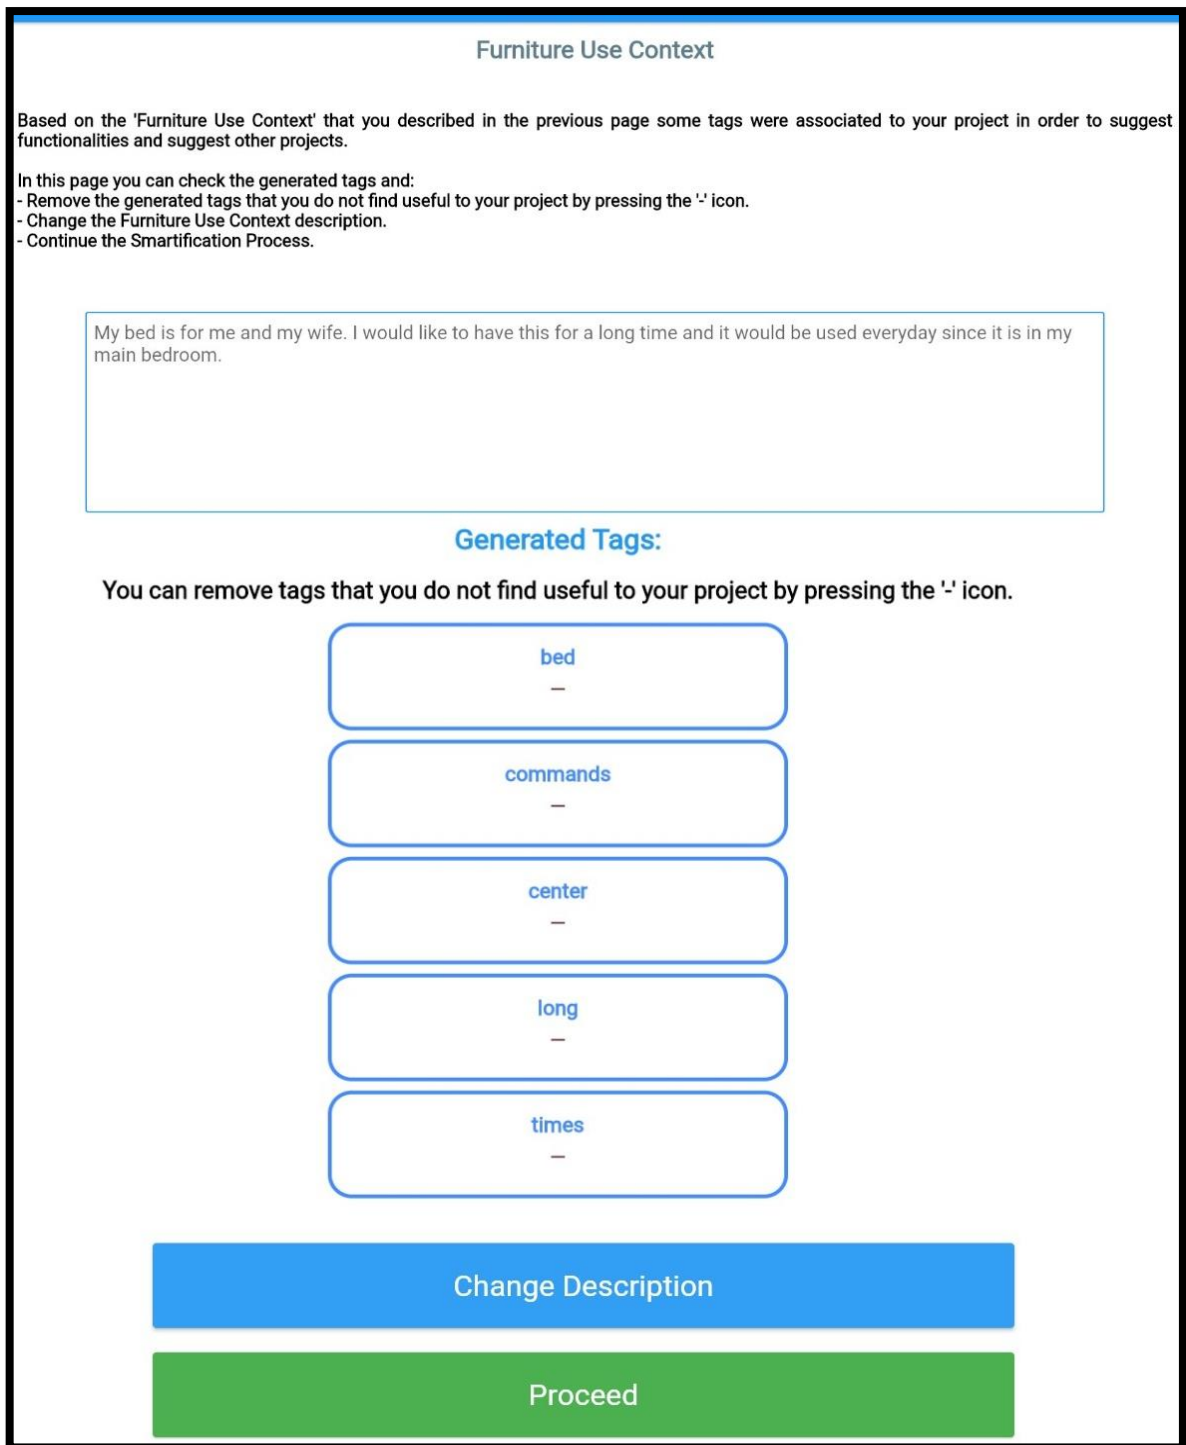 Furniture Use Context
Based on the 'Furniture Use Context' that you described in the previous page some tags were associated to your project in order to suggest
functionalities and suggest other projects.
In this page you can check the generated tags and:
- Remove the generated tags that you do not find useful to your project by pressing the '-' icon.
- Change the Furniture Use Context description.
- Continue the Smartification Process.
My bed is for me and my wife. I would like to have this for a long time and it would be used everyday since it is in my
main bedroom.
Generated Tags:
You can remove tags that you do not find useful to your project by pressing the '-' icon.
bed
–
commands
–
center
–
long
–
times
–
Change Description
Proceed